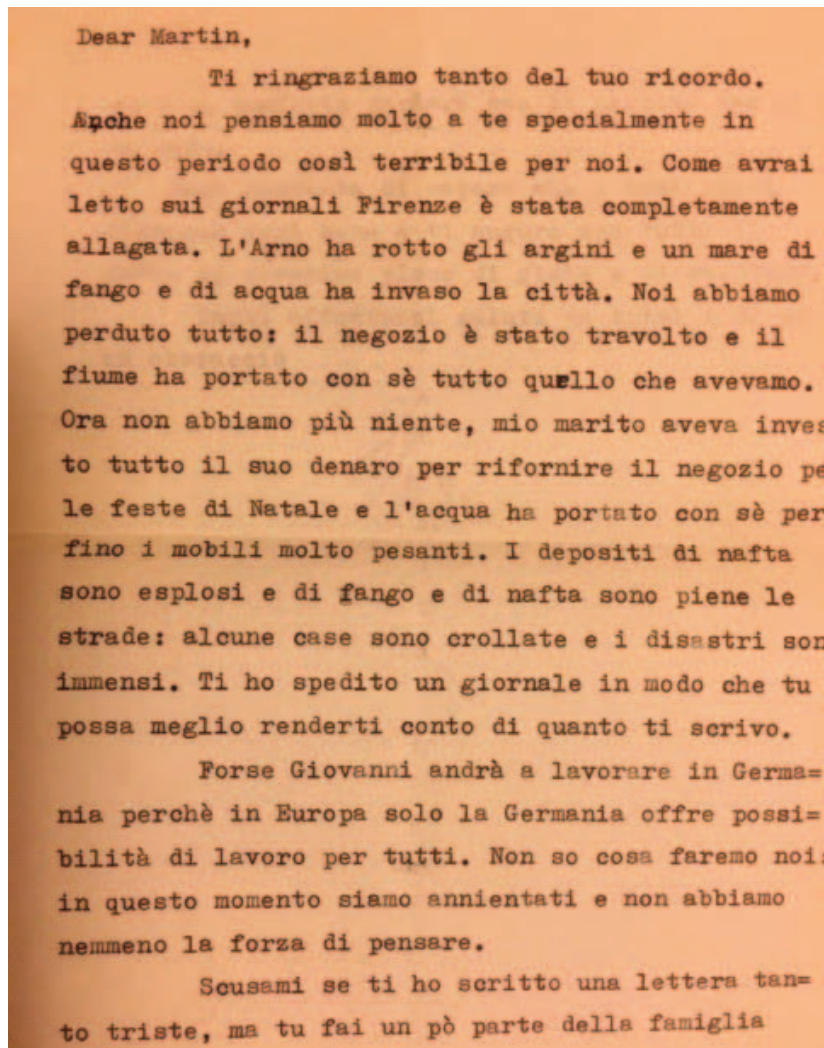 Dear Martin,
Ti ringraziamo tanto del tuo ricordo.
Anche noi pensiamo molto a te specialmente in
questo periodo così terribile per noi. Come avrai
letto sui giornali Firenze è stata completamente
allagata. L'Arno ha rotto gli argini e un mare di
fango e di acqua ha invaso la città. Noi abbiamo
perduto tutto: il negozio è stato travolto e il
fiume ha portato con sè tutto quello che avevamo.
Ora non abbiamo più niente, mio marito aveva inves
to tutto il suo denaro per rifornire il negozio pe
le feste di Natale e l'acqua ha portato con sè per
fino i mobili molto pesanti. I depositi di nafta
sono esplosi e di fango e di nafta sono piene le
strade: alcune case sono crollate e i disastri son
immensi. Ti ho spedito un giornale in modo che tu
possa meglio renderti conto di quanto ti scrivo.
Forse Giovanni andrà a lavorare in Germa=
nia perchè in Europa solo la Germania offre possi=
bilità di lavoro per tutti. Non so cosa faremo noi:
in questo momento siamo annientati e non abbiamo
nemmeno la forza di pensare.
Scusami se ti ho scritto una lettera tan=
to triste, ma tu fai un pò parte della famiglia